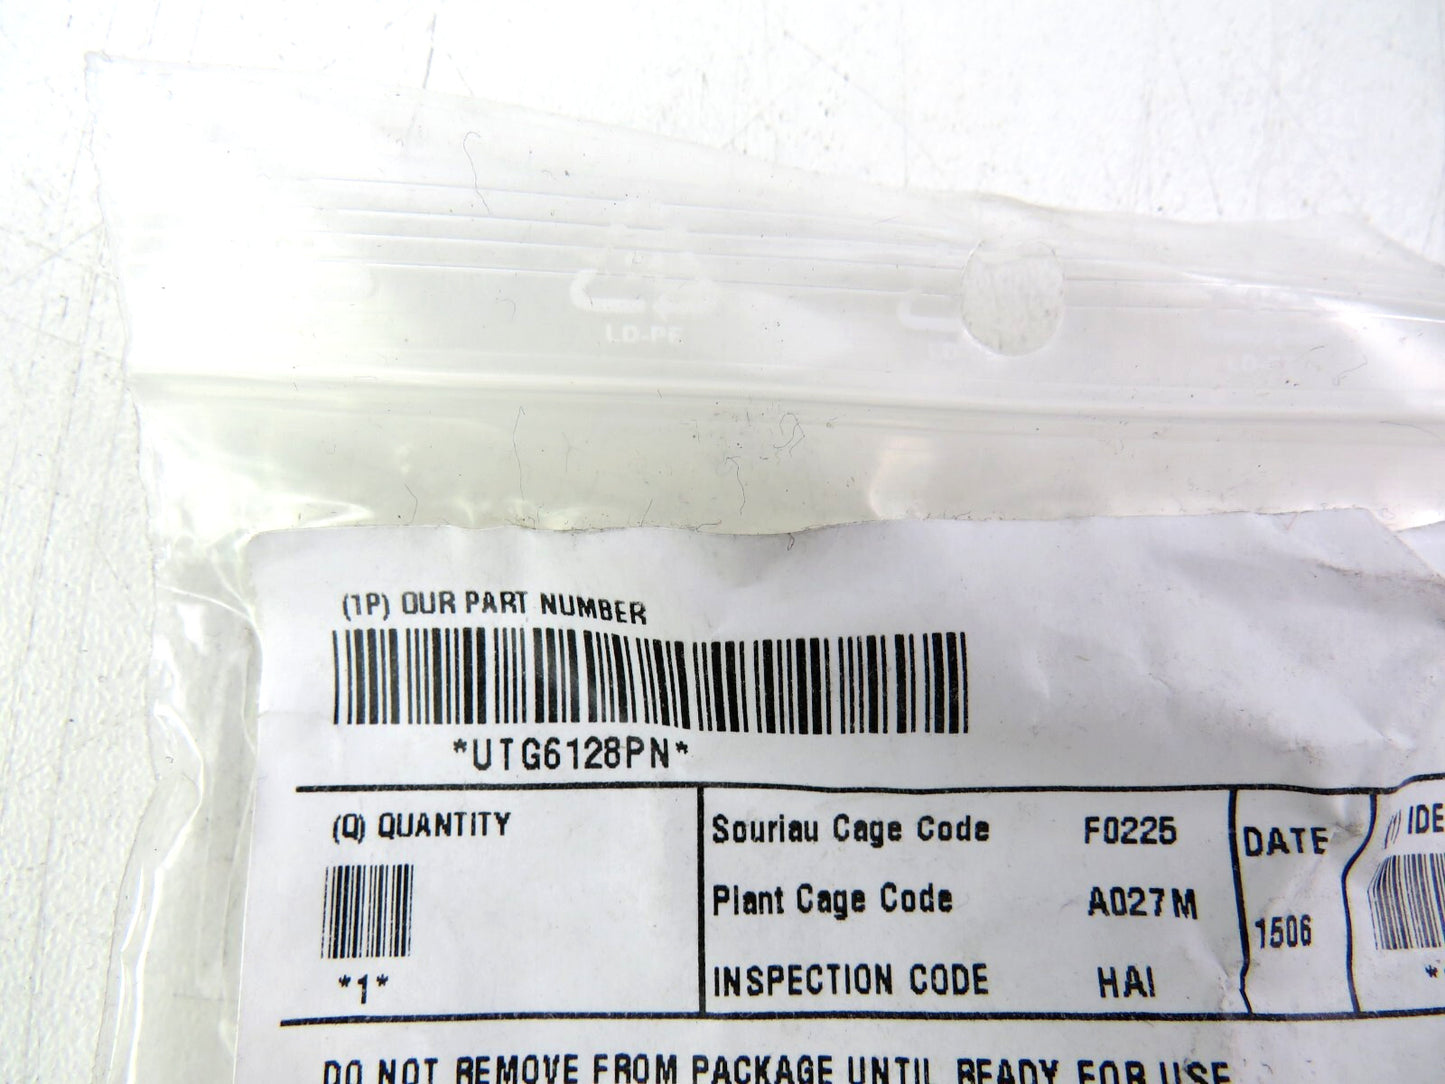 LD-PE
(1P) OUR PART NUMBER
*UTG6128PN*
(Q) QUANTITY
*1*
Souriau Cage Code F0225
Plant Cage Code A027M
INSPECTION CODE HAI
DATE
1506
DO NOT REMOVE FROM PACKAGE UNTIL READY FOR USE